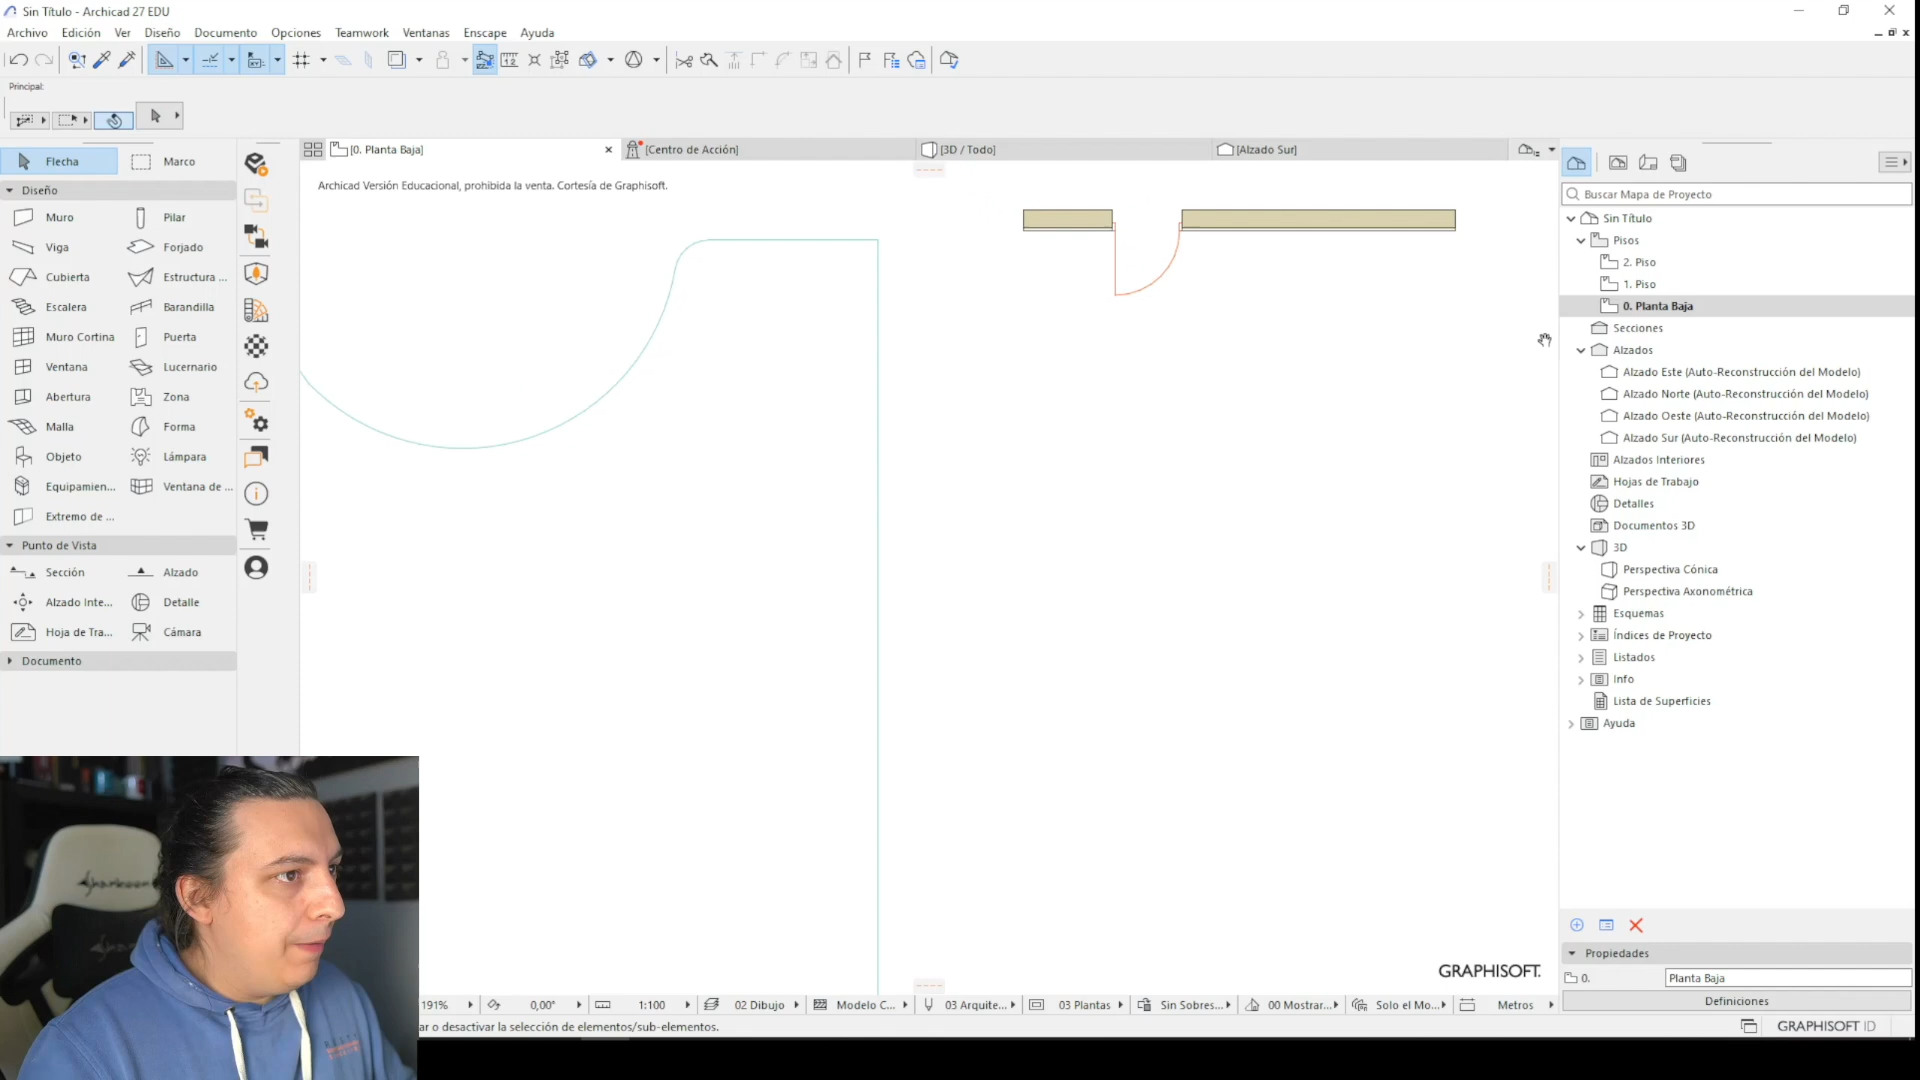 Sin Título - Archicad 27 EDU
Archivo Edición Ver Diseño Documento Opciones Teamwork Ventanas Enscape Ayuda
Principal:
[0. Planta Baja] [Centro de Acción] [3D / Todo] [Alzado Sur]
Flecha Marco
Diseño
Muro Pilar
Viga Forjado
Cubierta Estructura ...
Escalera Barandilla
Muro Cortina Puerta
Ventana Lucernario
Abertura Zona
Malla Forma
Objeto Lámpara
Equipamien... Ventana de ...
Extremo de ...
Punto de Vista
Sección Alzado
Alzado Inte... Detalle
Hoja de Tra... Cámara
Documento
Archicad Versión Educacional, prohibida la venta. Cortesía de Graphisoft.
GRAPHISOFT.
Buscar Mapa de Proyecto
Sin Título
Pisos
2. Piso
1. Piso
0. Planta Baja
Secciones
Alzados
Alzado Este (Auto-Reconstrucción del Modelo)
Alzado Norte (Auto-Reconstrucción del Modelo)
Alzado Oeste (Auto-Reconstrucción del Modelo)
Alzado Sur (Auto-Reconstrucción del Modelo)
Alzados Interiores
Hojas de Trabajo
Detalles
Documentos 3D
3D
Perspectiva Cónica
Perspectiva Axonométrica
Esquemas
Índices de Proyecto
Listados
Info
Lista de Superficies
Ayuda
Propiedades
0. Planta Baja
Definiciones
191% 0,00° 1:100 02 Dibujo Modelo C... 03 Arquite... 03 Plantas Sin Sobres... 00 Mostrar... Solo el Mo... Metros
ar o desactivar la selección de elementos/sub-elementos.
GRAPHISOFT ID